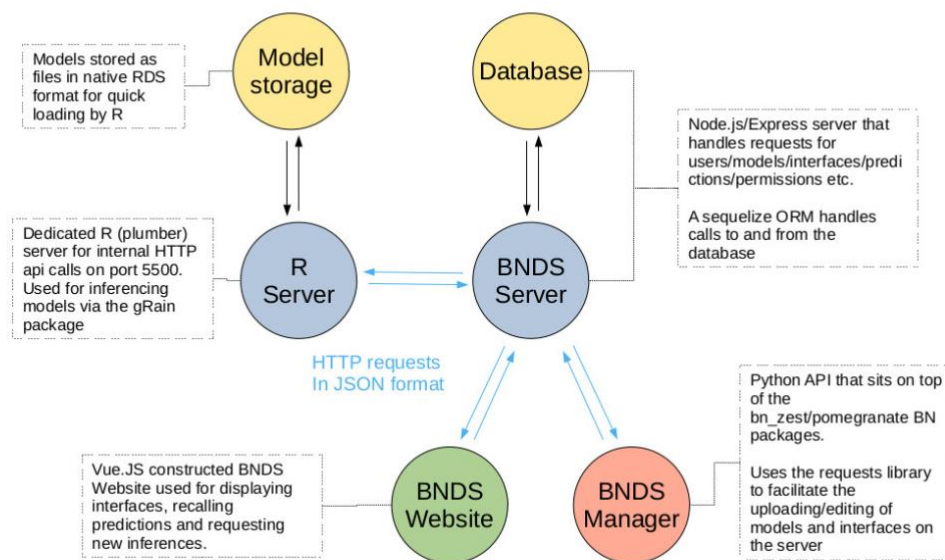 Models stored as
files in native RDS
format for quick
loading by R
Model
storage
Database
Node.js/Express server that
handles requests for
users/models/interfaces/predi
ctions/permissions etc.
A sequelize ORM handles
calls to and from the
database
Dedicated R (plumber)
server for internal HTTP
api calls on port 5500.
Used for inferencing
models via the gRain
package
R
Server
BNDS
Server
HTTP requests
In JSON format
Vue.JS constructed BNDS
Website used for displaying
interfaces, recalling
predictions and requesting
new inferences.
BNDS
Website
BNDS
Manager
Python API that sits on top
of the
bn_zest/pomegranate BN
packages.
Uses the requests library
to facilitate the
uploading/editing of
models and interfaces on
the server